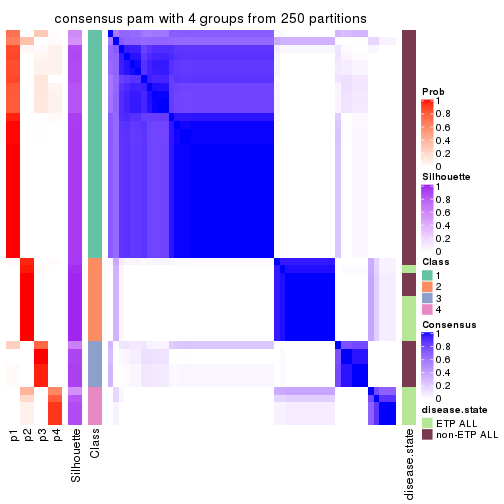 consensus pam with 4 groups from 250 partitions
Prob
1
0.8
0.6
0.4
0.2
0
Silhouette
1
0.8
0.6
0.4
0.2
0
Class
1
2
3
4
Consensus
1
0.8
0.6
0.4
0.2
0
disease.state
ETP ALL
non-ETP ALL
p1
p2
p3
p4
Silhouette
Class
disease.state